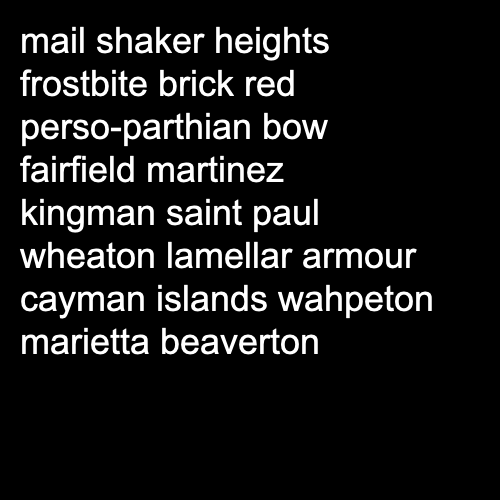 mail shaker heights
frostbite brick red
perso-parthian bow
fairfield martinez
kingman saint paul
wheaton lamellar armour
cayman islands wahpeton
marietta beaverton